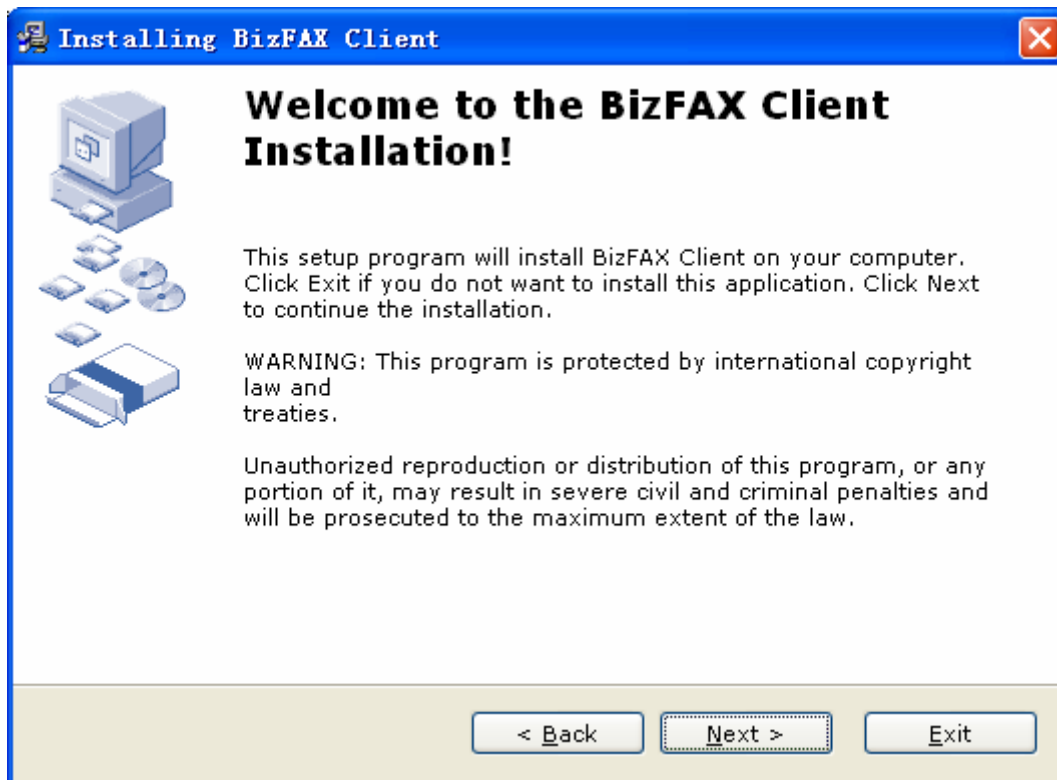 Installing BizFAX Client
Welcome to the BizFAX Client
Installation!
This setup program will install BizFAX Client on your computer.
Click Exit if you do not want to install this application. Click Next
to continue the installation.
WARNING: This program is protected by international copyright
law and
treaties.
Unauthorized reproduction or distribution of this program, or any
portion of it, may result in severe civil and criminal penalties and
will be prosecuted to the maximum extent of the law.
< Back Next > Exit